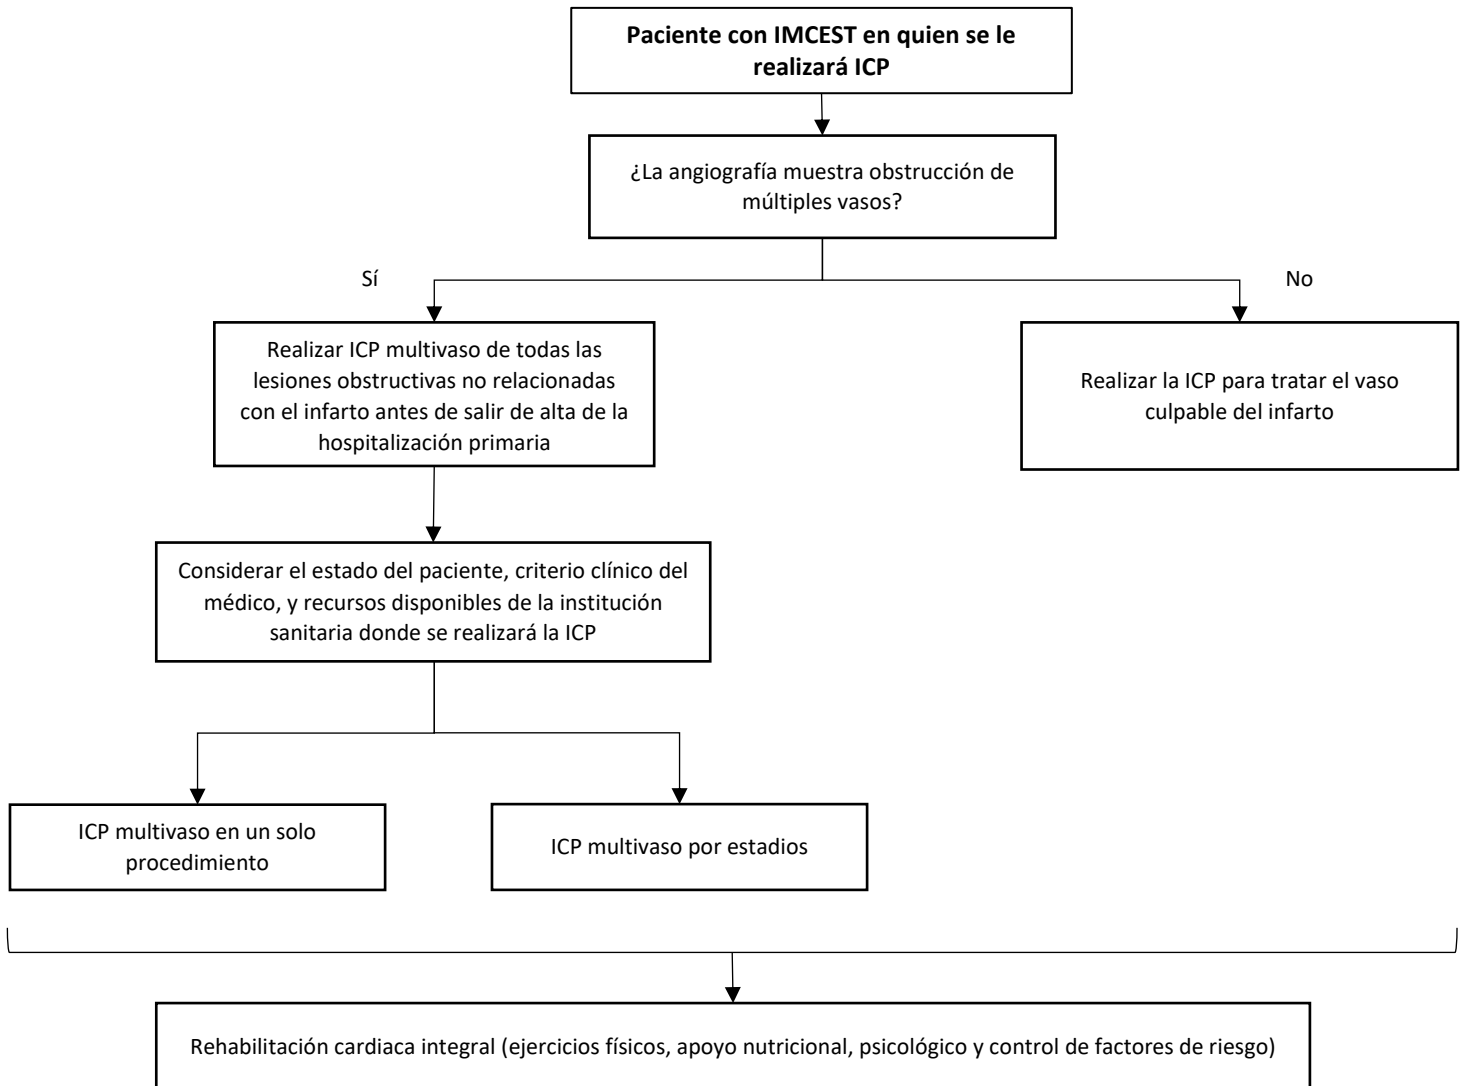 Paciente con IMCEST en quien se le
realizará ICP
¿La angiografía muestra obstrucción de
múltiples vasos?
Sí
No
Realizar ICP multivaso de todas las
lesiones obstructivas no relacionadas
con el infarto antes de salir de alta de la
hospitalización primaria
Realizar la ICP para tratar el vaso
culpable del infarto
Considerar el estado del paciente, criterio clínico del
médico, y recursos disponibles de la institución
sanitaria donde se realizará la ICP
ICP multivaso en un solo
procedimiento
ICP multivaso por estadios
Rehabilitación cardiaca integral (ejercicios físicos, apoyo nutricional, psicológico y control de factores de riesgo)